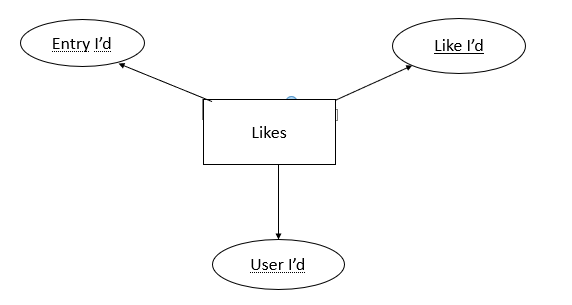 Entry I’d
Like I’d
Likes
User I’d